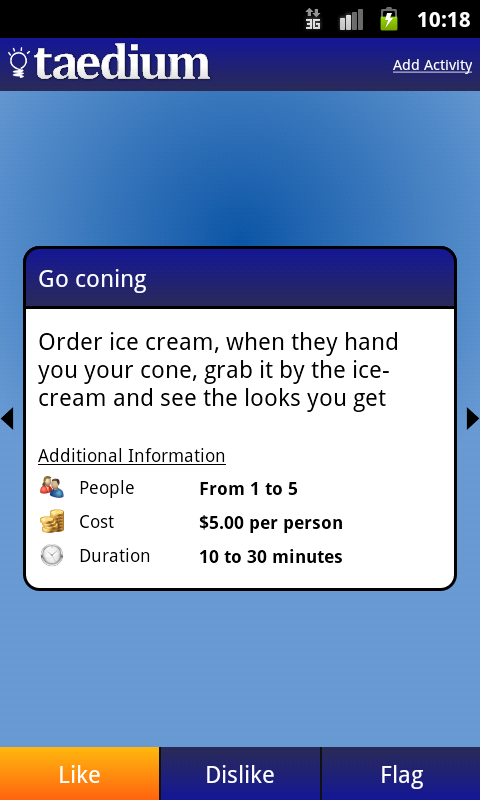 3G 10:18
taedium Add Activity
Go coning
Order ice cream, when they hand
you your cone, grab it by the ice-
cream and see the looks you get
Additional Information
People From 1 to 5
Cost $5.00 per person
Duration 10 to 30 minutes
Like Dislike Flag